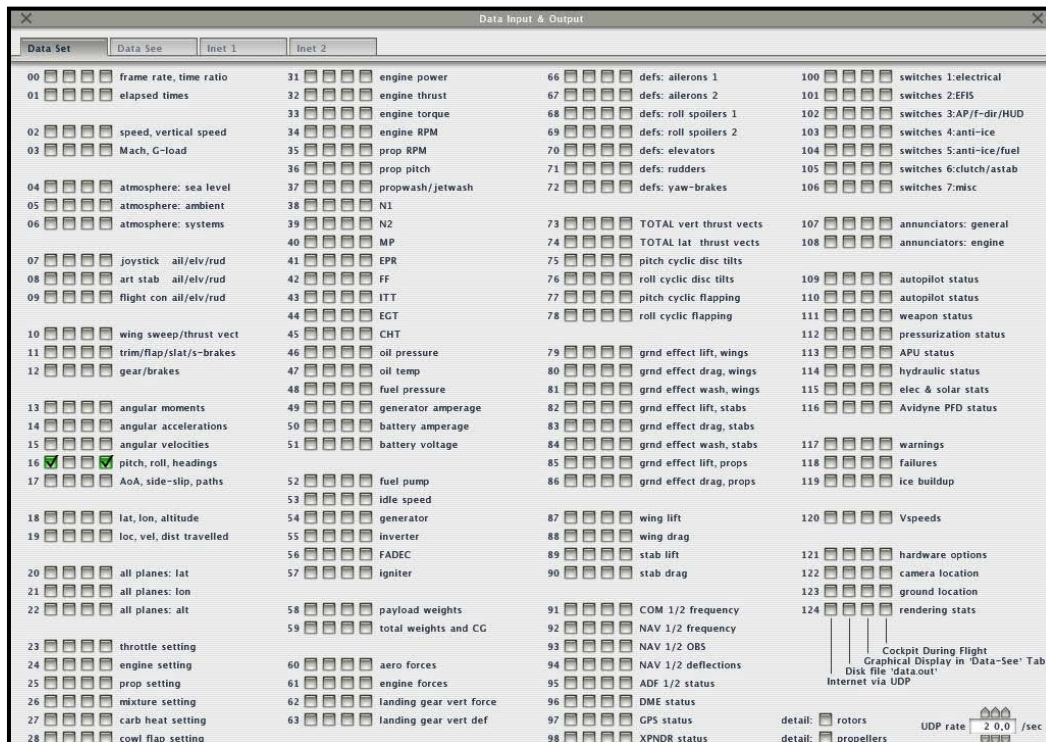 Data Input & Output
Data Set
Data See
Inet 1
Inet 2
00 frame rate, time ratio
01 elapsed times
02 speed, vertical speed
03 Mach, G-load
04 atmosphere: sea level
05 atmosphere: ambient
06 atmosphere: systems
07 joystick ail/elv/rud
08 art stab ail/elv/rud
09 flight con ail/elv/rud
10 wing sweep/thrust vect
11 trim/flap/slat/s-brakes
12 gear/brakes
13 angular moments
14 angular accelerations
15 angular velocities
16 pitch, roll, headings
17 AoA, side-slip, paths
18 lat, lon, altitude
19 loc, vel, dist travelled
20 all planes: lat
21 all planes: lon
22 all planes: alt
23 throttle setting
24 engine setting
25 prop setting
26 mixture setting
27 carb heat setting
28 cowl flap setting
31 engine power
32 engine thrust
33 engine torque
34 engine RPM
35 prop RPM
36 prop pitch
37 propwash/jetwash
38 N1
39 N2
40 MP
41 EPR
42 FF
43 ITT
44 EGT
45 CHT
46 oil pressure
47 oil temp
48 fuel pressure
49 generator amperage
50 battery amperage
51 battery voltage
52 fuel pump
53 idle speed
54 generator
55 inverter
56 FADEC
57 igniter
58 payload weights
59 total weights and CG
60 aero forces
61 engine forces
62 landing gear vert force
63 landing gear vert def
66 defs: ailerons 1
67 defs: ailerons 2
68 defs: roll spoilers 1
69 defs: roll spoilers 2
70 defs: elevators
71 defs: rudders
72 defs: yaw-brakes
73 TOTAL vert thrust vects
74 TOTAL lat thrust vects
75 pitch cyclic disc tilts
76 roll cyclic disc tilts
77 pitch cyclic flapping
78 roll cyclic flapping
79 grnd effect lift, wings
80 grnd effect drag, wings
81 grnd effect wash, wings
82 grnd effect lift, stabs
83 grnd effect drag, stabs
84 grnd effect wash, stabs
85 grnd effect lift, props
86 grnd effect drag, props
87 wing lift
88 wing drag
89 stab lift
90 stab drag
91 COM 1/2 frequency
92 NAV 1/2 frequency
93 NAV 1/2 OBS
94 NAV 1/2 deflections
95 ADF 1/2 status
96 DME status
97 GPS status
98 XPNDR status
100 switches 1:electrical
101 switches 2:EFIS
102 switches 3:AP/f-dir/HUD
103 switches 4:anti-ice
104 switches 5:anti-ice/fuel
105 switches 6:clutch/astab
106 switches 7:misc
107 annunciators: general
108 annunciators: engine
109 autopilot status
110 autopilot status
111 weapon status
112 pressurization status
113 APU status
114 hydraulic status
115 elec & solar stats
116 Avidyne PFD status
117 warnings
118 failures
119 ice buildup
120 Vspeeds
121 hardware options
122 camera location
123 ground location
124 rendering stats
Cockpit During Flight
Graphical Display in 'Data-See' Tab
Disk file 'data.out'
Internet via UDP
detail: rotors
detail: propellers
UDP rate 20,0 /sec